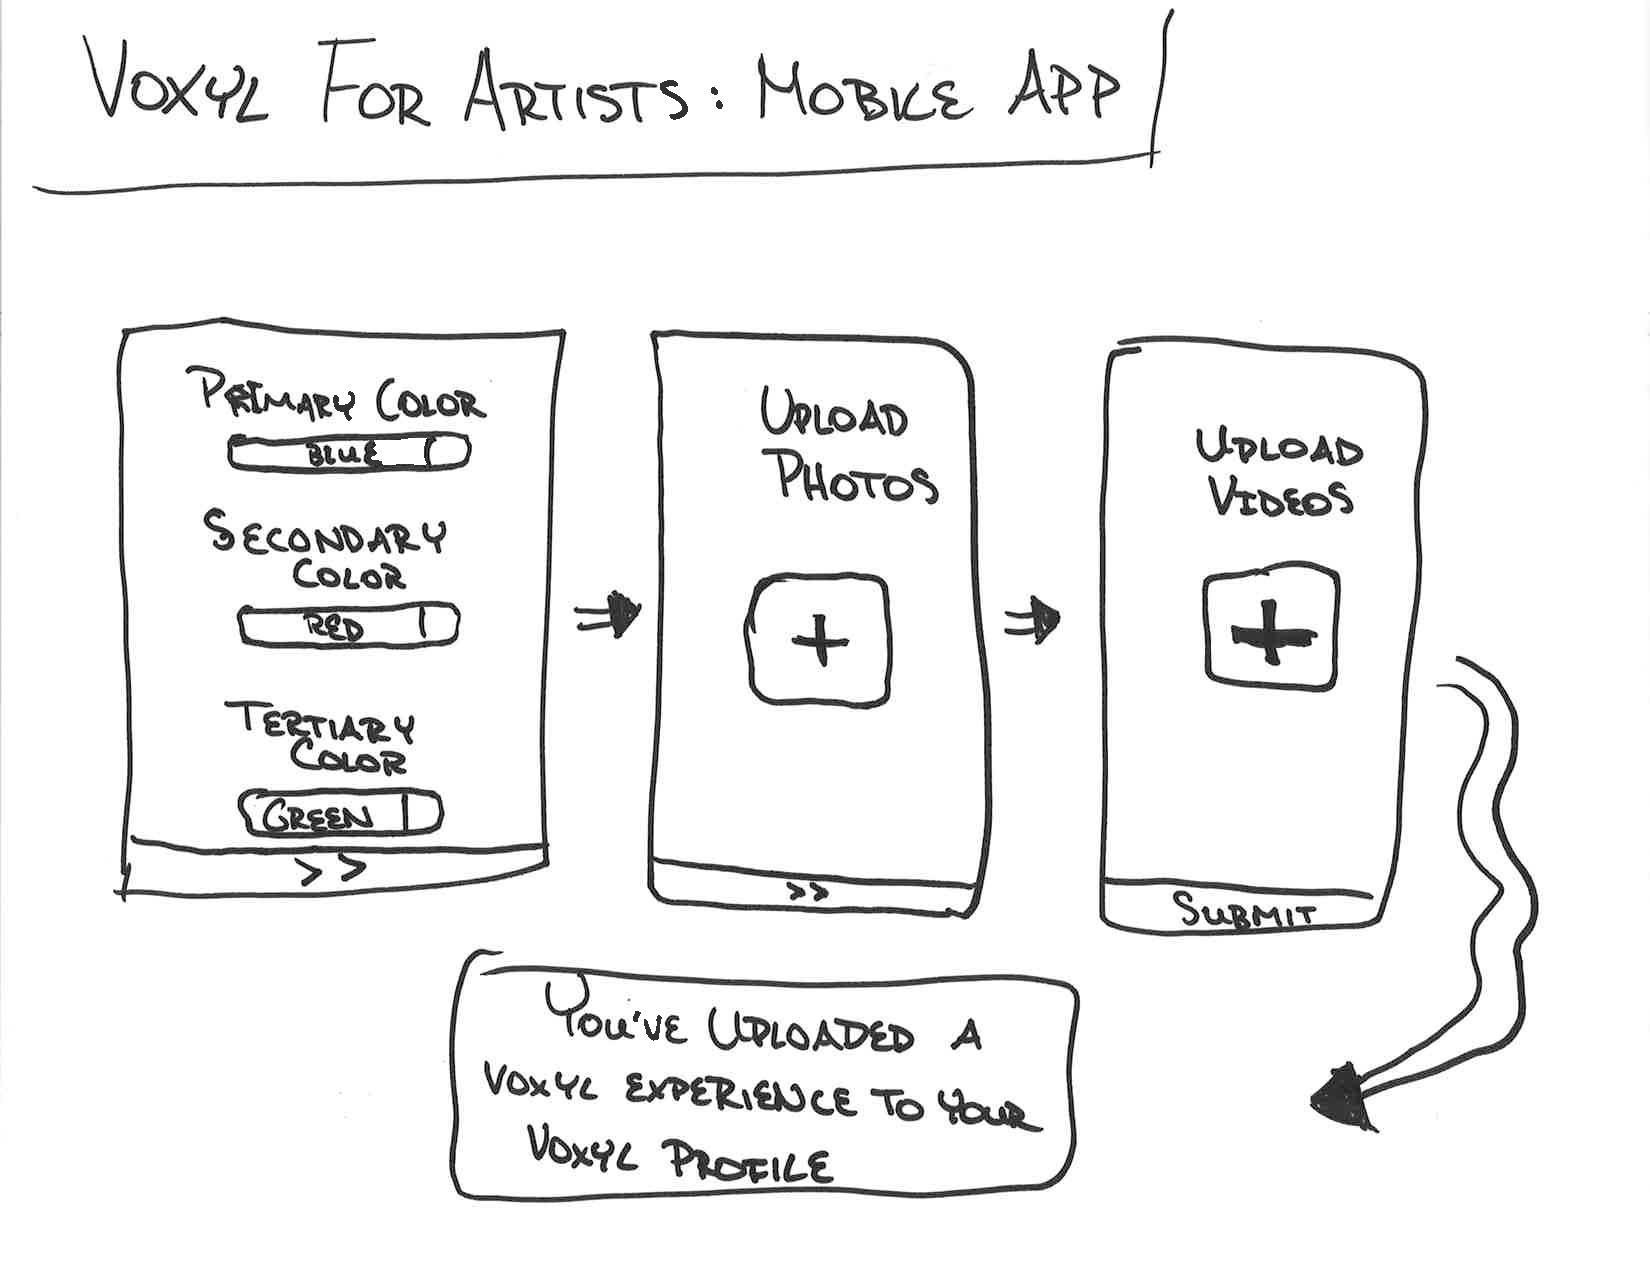 VOXYL FOR ARTISTS: MOBILE APP
PRIMARY COLOR
BLUE
SECONDARY
COLOR
RED
TERTIARY
COLOR
GREEN
>>
UPLOAD
PHOTOS
+
>>
UPLOAD
VIDEOS
+
SUBMIT
YOU'VE UPLOADED A
VOXYL EXPERIENCE TO YOUR
VOXYL PROFILE